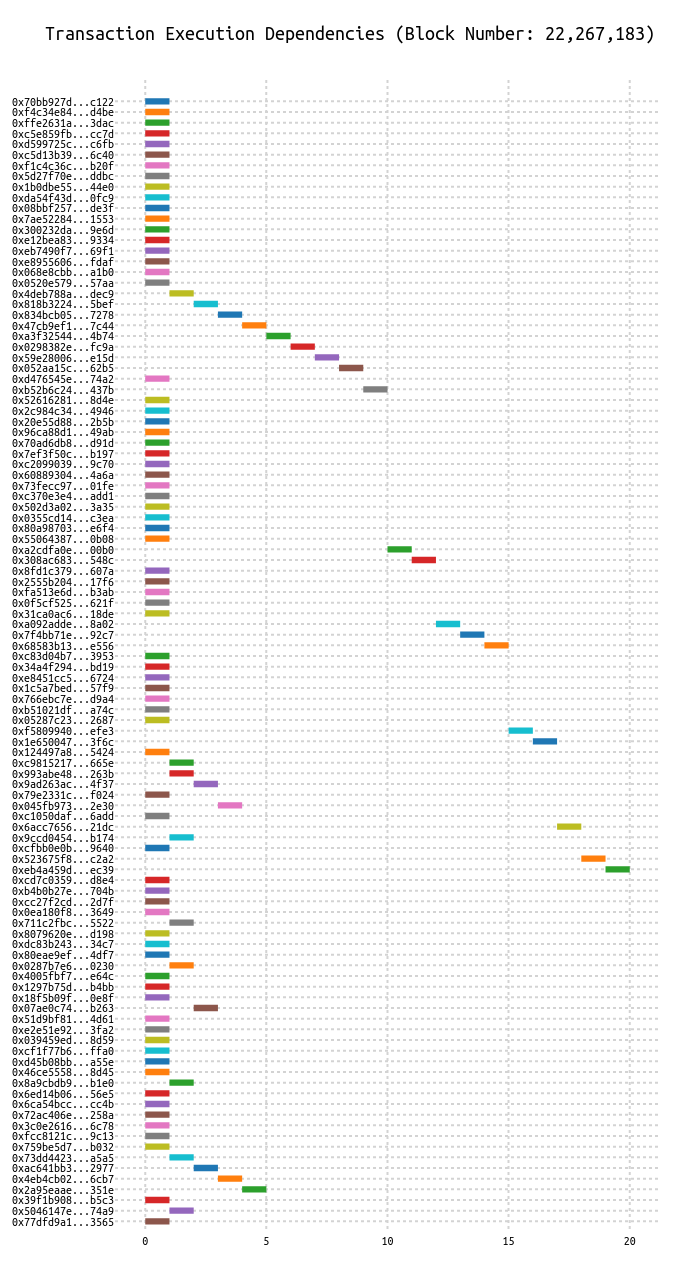 Transaction Execution Dependencies (Block Number: 22,267,183)
0x70bb927d...c122
0xf4c34e84...d4be
0xffe2631a...3dac
0xc5e859fb...cc7d
0xd599725c...c6fb
0xc5d13b39...6c40
0xf1c4c36c...b20f
0x5d27f70e...ddbc
0x1b0dbe55...44e0
0xda54f43d...0fc9
0x08bbf257...de3f
0x7ae52284...1553
0x300232da...9e6d
0xe12bea83...9334
0xeb7490f7...69f1
0xe8955606...fdaf
0x068e8cbb...a1b0
0x0520e579...57aa
0x4deb788a...dec9
0x818b3224...5bef
0x834bcb05...7278
0x47cb9ef1...7c44
0xa3f32544...4b74
0x0298382e...fc9a
0x59e28006...e15d
0x052aa15c...62b5
0xd476545e...74a2
0xb52b6c24...437b
0x52616281...8d4e
0x2c984c34...4946
0x20e55d88...2b5b
0x96ca88d1...49ab
0x70ad6db8...d91d
0x7ef3f50c...b197
0xc2099039...9c70
0x60889304...4a6a
0x73fecc97...01fe
0xc370e3e4...add1
0x502d3a02...3a35
0x0355cd14...c3ea
0x80a98703...e6f4
0x55064387...0b08
0xa2cdfa0e...00b0
0x308ac683...548c
0x8fd1c379...607a
0x2555b204...17f6
0xfa513e6d...b3ab
0x0f5cf525...621f
0x31ca0ac6...18de
0xa092adde...8a02
0x7f4bb71e...92c7
0x68583b13...e556
0xc83d04b7...3953
0x34a4f294...bd19
0xe8451cc5...6724
0x1c5a7bed...57f9
0x766ebc7e...d9a4
0xb51021df...a74c
0x05287c23...2687
0xf5809940...efe3
0x1e650047...3f6c
0x124497a8...5424
0xc9815217...665e
0x993abe48...263b
0x9ad263ac...4f37
0x79e2331c...f024
0x045fb973...2e30
0xc1050daf...6add
0x6acc7656...21dc
0x9ccd0454...b174
0xcfbb0e0b...9640
0x523675f8...c2a2
0xeb4a459d...ec39
0xcd7c0359...d8e4
0xb4b0b27e...704b
0xcc27f2cd...2d7f
0x0ea180f8...3649
0x711c2fbc...5522
0x8079620e...d198
0xdc83b243...34c7
0x80eae9ef...4df7
0x0287b7e6...0230
0x4005fbf7...e64c
0x1297b75d...b4bb
0x18f5b09f...0e8f
0x07ae0c74...b263
0x51d9bf81...4d61
0xe2e51e92...3fa2
0x039459ed...8d59
0xcf1f77b6...ffa0
0xd45b08bb...a55e
0x46ce5558...8d45
0x8a9cbdb9...b1e0
0x6ed14b06...56e5
0x6ca54bcc...cc4b
0x72ac406e...258a
0x3c0e2616...6c78
0xfcc8121c...9c13
0x759be5d7...b032
0x73dd4423...a5a5
0xac641bb3...2977
0x4eb4cb02...6cb7
0x2a95eaae...351e
0x39f1b908...b5c3
0x5046147e...74a9
0x77dfd9a1...3565
0 5 10 15 20